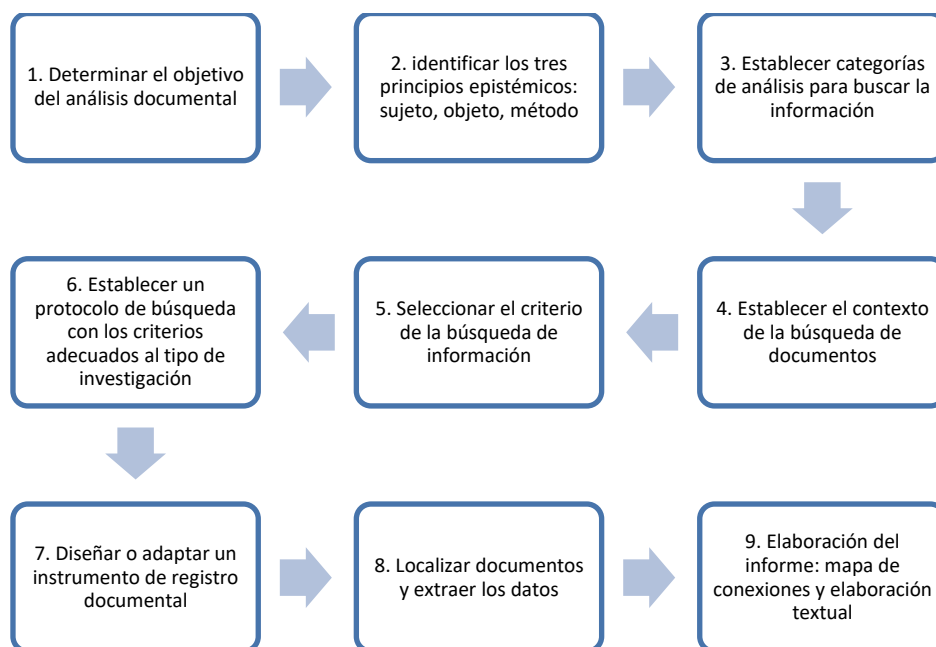 1. Determinar el objetivo
del análisis documental
2. identificar los tres
principios epistémicos:
sujeto, objeto, método
3. Establecer categorías
de análisis para buscar la
información
4. Establecer el contexto
de la búsqueda de
documentos
5. Seleccionar el criterio
de la búsqueda de
información
6. Establecer un
protocolo de búsqueda
con los criterios
adecuados al tipo de
investigación
7. Diseñar o adaptar un
instrumento de registro
documental
8. Localizar documentos
y extraer los datos
9. Elaboración del
informe: mapa de
conexiones y elaboración
textual